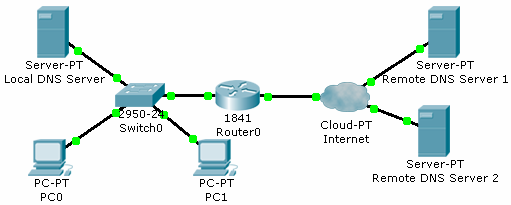 Server-PT
Local DNS Server
2950-24
Switch0
1841
Router0
Cloud-PT
Internet
Server-PT
Remote DNS Server 1
Server-PT
Remote DNS Server 2
PC-PT
PC0
PC-PT
PC1